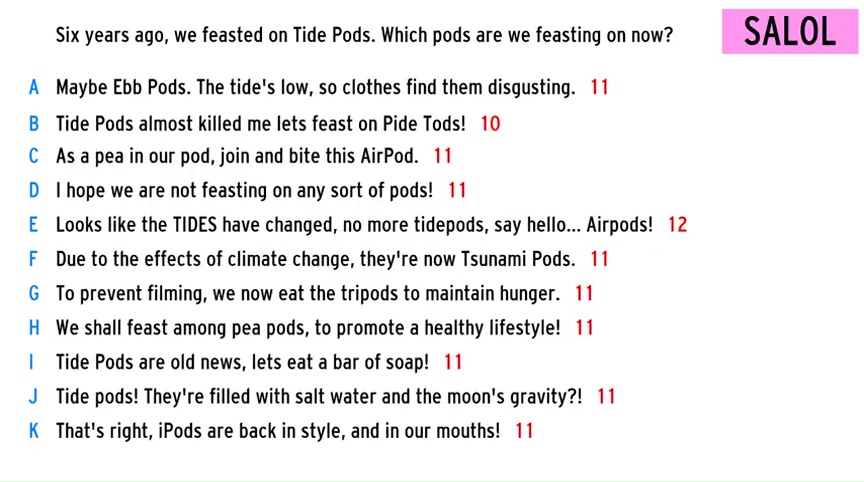 Six years ago, we feasted on Tide Pods. Which pods are we feasting on now?
SALOL
A Maybe Ebb Pods. The tide's low, so clothes find them disgusting. 11
B Tide Pods almost killed me lets feast on Pide Tods! 10
C As a pea in our pod, join and bite this AirPod. 11
D I hope we are not feasting on any sort of pods! 11
E Looks like the TIDES have changed, no more tidepods, say hello... Airpods! 12
F Due to the effects of climate change, they're now Tsunami Pods. 11
G To prevent filming, we now eat the tripods to maintain hunger. 11
H We shall feast among pea pods, to promote a healthy lifestyle! 11
I Tide Pods are old news, lets eat a bar of soap! 11
J Tide pods! They're filled with salt water and the moon's gravity?! 11
K That's right, iPods are back in style, and in our mouths! 11